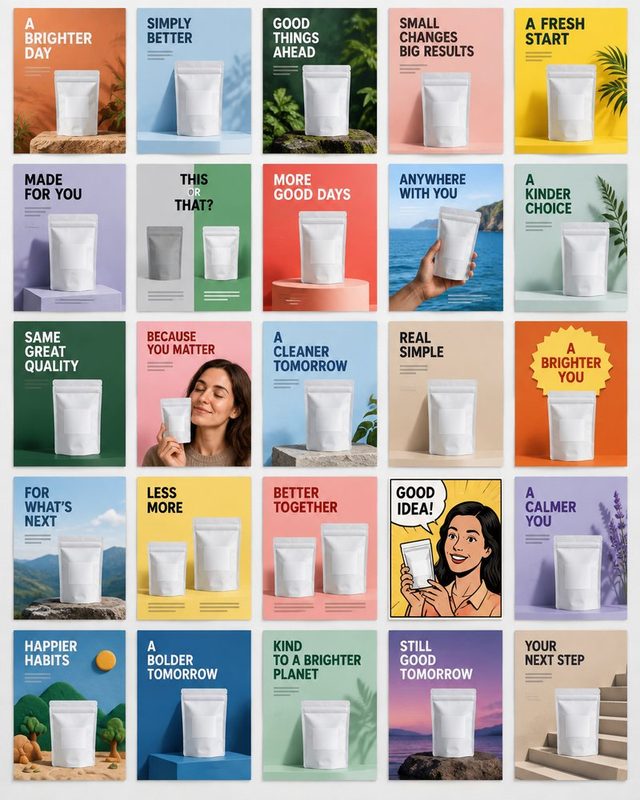 A
BRIGHTER
DAY
SIMPLY
BETTER
GOOD
THINGS
AHEAD
SMALL
CHANGES
BIG RESULTS
A FRESH
START
MADE
FOR YOU
THIS
OR
THAT?
MORE
GOOD DAYS
ANYWHERE
WITH YOU
A
KINDER
CHOICE
SAME
GREAT
QUALITY
BECAUSE
YOU MATTER
A
CLEANER
TOMORROW
REAL
SIMPLE
A
BRIGHTER
YOU
FOR
WHAT'S
NEXT
LESS
MORE
BETTER
TOGETHER
GOOD
IDEA!
A
CALMER
YOU
HAPPIER
HABITS
A
BOLDER
TOMORROW
KIND
TO A BRIGHTER
PLANET
STILL
GOOD
TOMORROW
YOUR
NEXT STEP